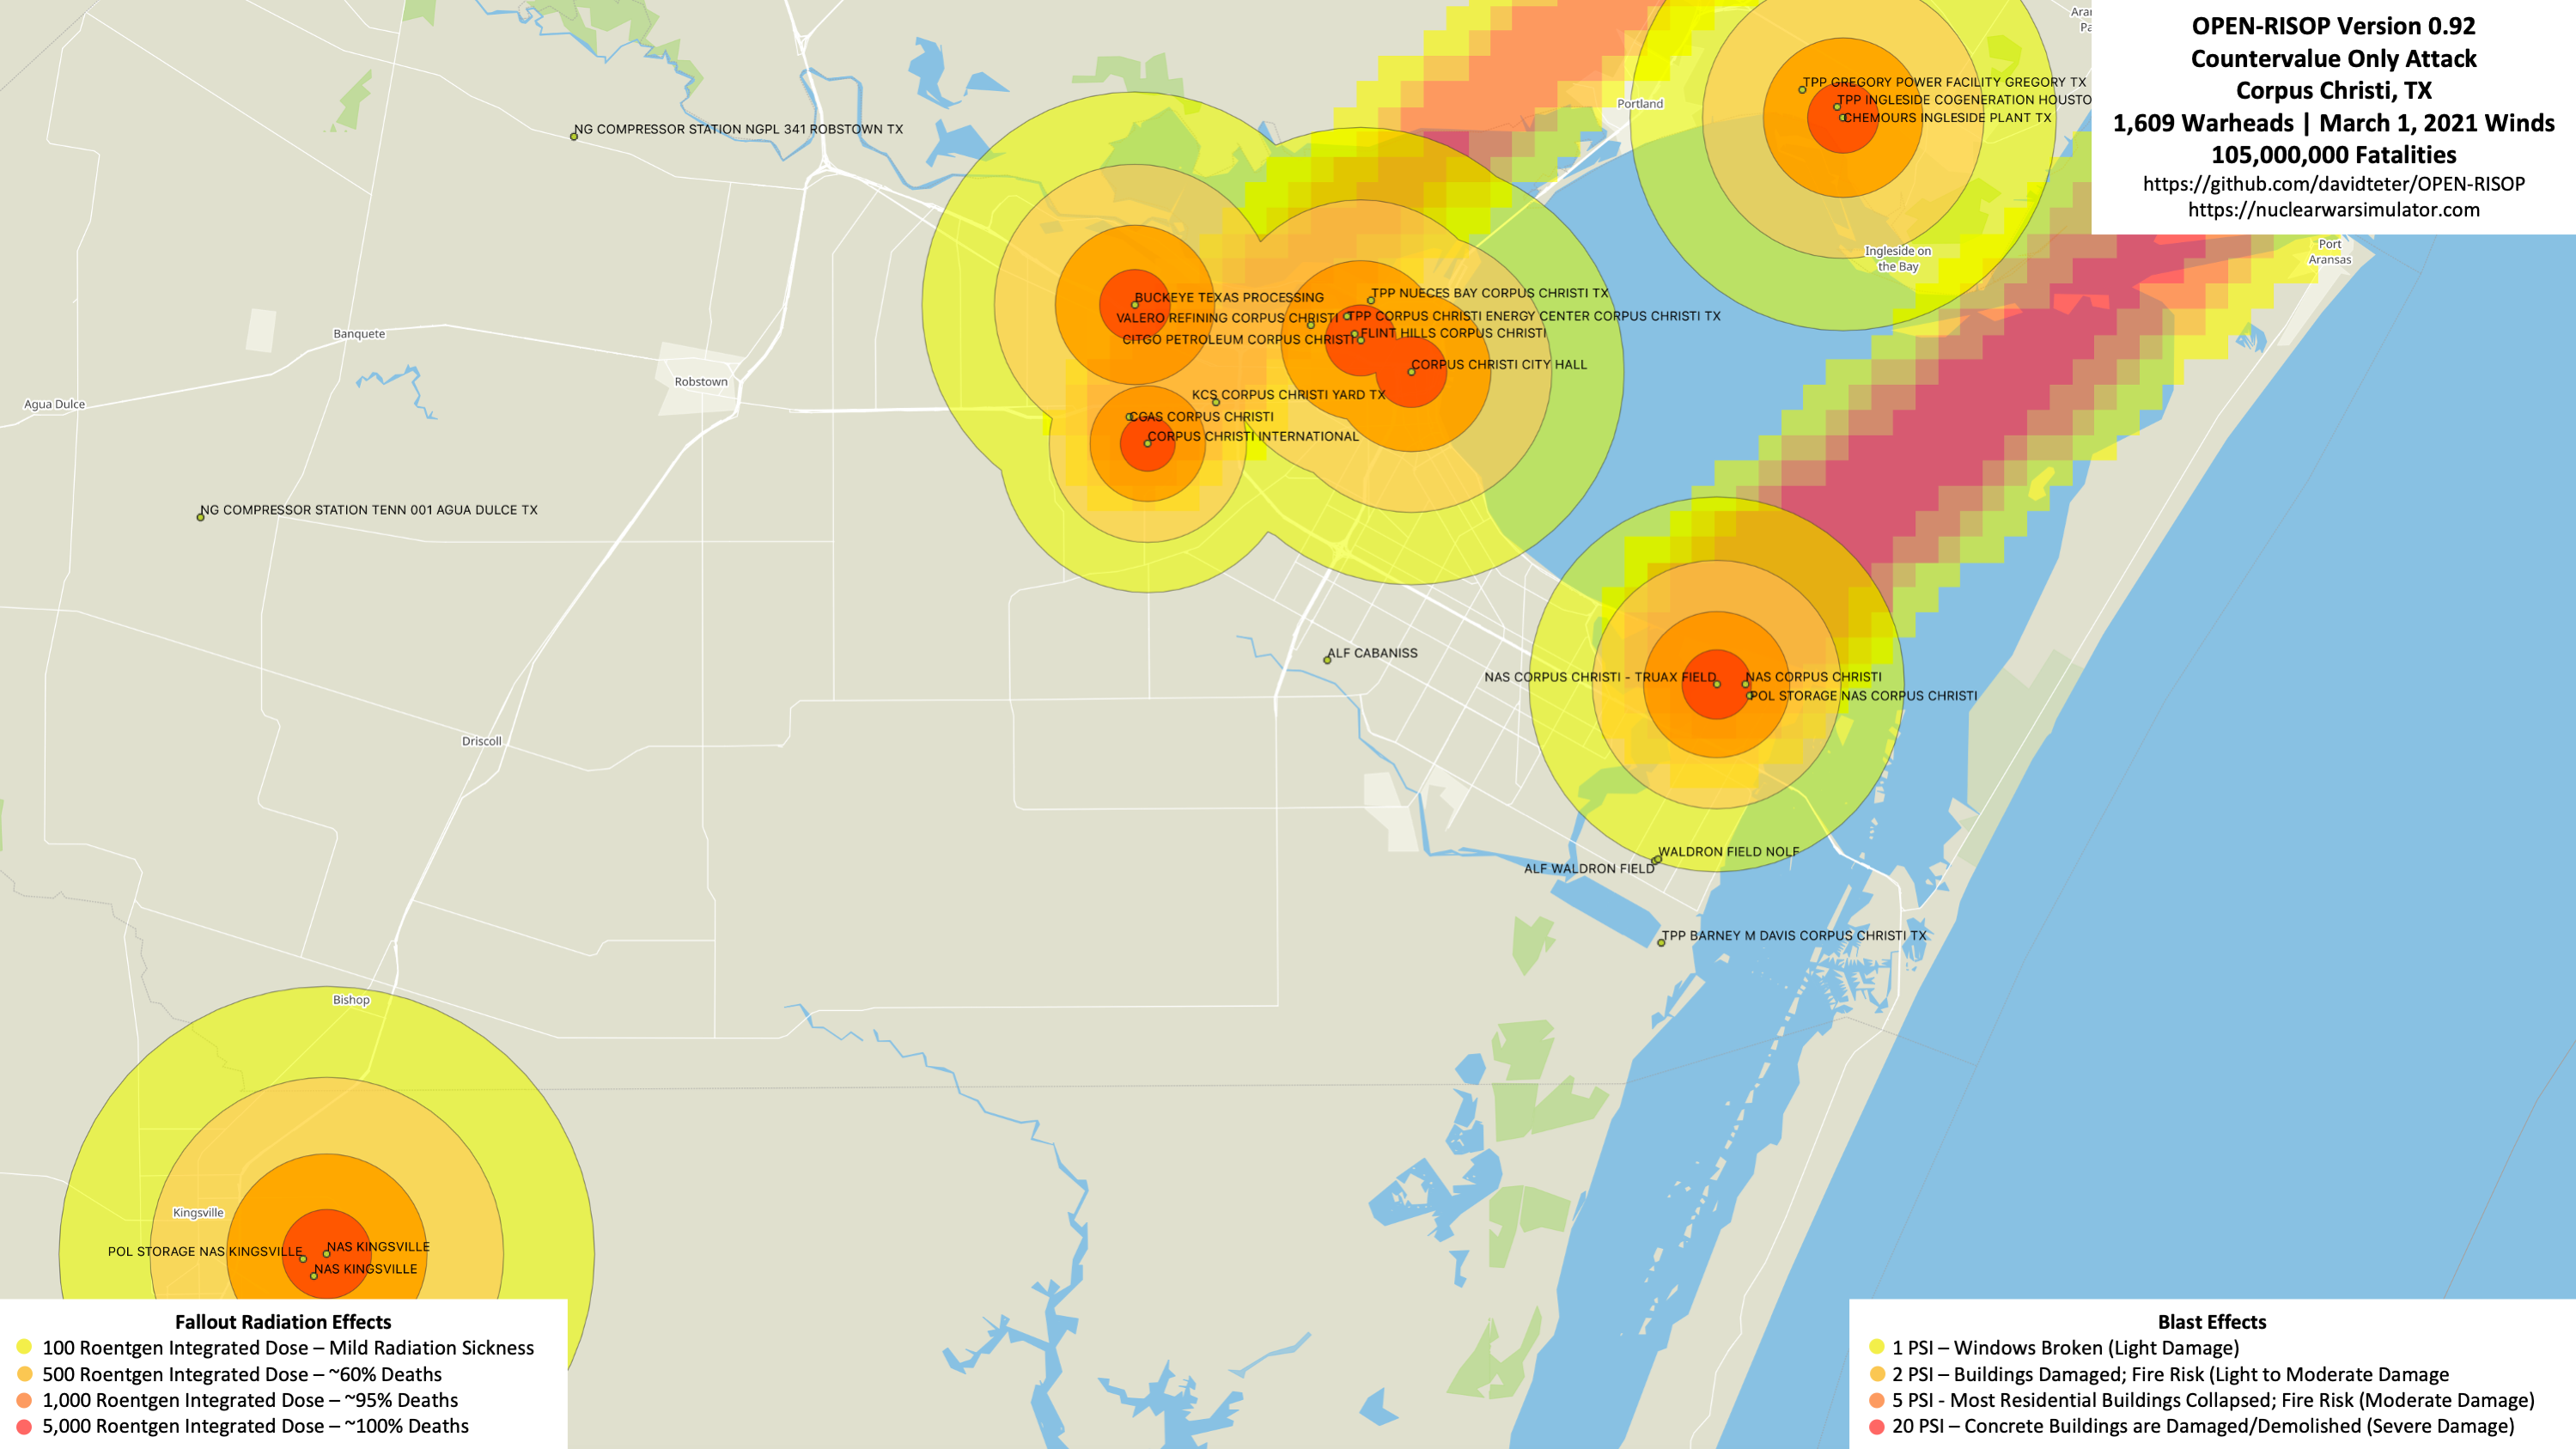 OPEN-RISOP Version 0.92
Countervalue Only Attack
Corpus Christi, TX
1,609 Warheads | March 1, 2021 Winds
105,000,000 Fatalities
https://github.com/davidteter/OPEN-RISOP
https://nuclearwarsimulator.com
Aran
Pa
TPP GREGORY POWER FACILITY GREGORY TX
Portland
TPP INGLESIDE COGENERATION HOUSTO
CHEMOURS INGLESIDE PLANT TX
NG COMPRESSOR STATION NGPL 341 ROBSTOWN TX
Ingleside on
the Bay
Port
Aransas
BUCKEYE TEXAS PROCESSING
TPP NUECES BAY CORPUS CHRISTI TX
VALERO REFINING CORPUS CHRISTI
TPP CORPUS CHRISTI ENERGY CENTER CORPUS CHRISTI TX
Banquete
CITGO PETROLEUM CORPUS CHRISTI
FLINT HILLS CORPUS CHRISTI
CORPUS CHRISTI CITY HALL
Robstown
KCS CORPUS CHRISTI YARD TX
Agua Dulce
CGAS CORPUS CHRISTI
CORPUS CHRISTI INTERNATIONAL
NG COMPRESSOR STATION TENN 001 AGUA DULCE TX
ALF CABANISS
NAS CORPUS CHRISTI - TRUAX FIELD
NAS CORPUS CHRISTI
POL STORAGE NAS CORPUS CHRISTI
Driscoll
WALDRON FIELD NOLF
ALF WALDRON FIELD
TPP BARNEY M DAVIS CORPUS CHRISTI TX
Bishop
Kingsville
POL STORAGE NAS KINGSVILLE
NAS KINGSVILLE
NAS KINGSVILLE
Fallout Radiation Effects
100 Roentgen Integrated Dose – Mild Radiation Sickness
500 Roentgen Integrated Dose – ~60% Deaths
1,000 Roentgen Integrated Dose – ~95% Deaths
5,000 Roentgen Integrated Dose – ~100% Deaths
Blast Effects
1 PSI – Windows Broken (Light Damage)
2 PSI – Buildings Damaged; Fire Risk (Light to Moderate Damage
5 PSI - Most Residential Buildings Collapsed; Fire Risk (Moderate Damage)
20 PSI – Concrete Buildings are Damaged/Demolished (Severe Damage)